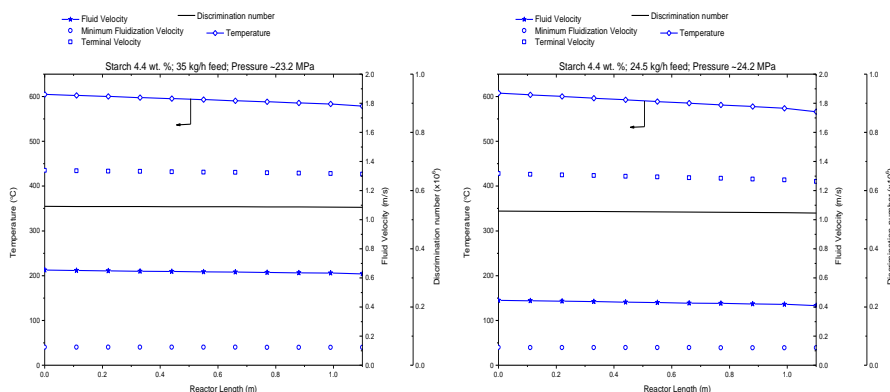 Fluid Velocity
Discrimination number
Minimum Fluidization Velocity
Temperature
Terminal Velocity
Starch 4.4 wt. %; 35 kg/h feed; Pressure ~23.2 MPa
Temperature (°C)
600
500
400
300
200
100
0
0.0 0.2 0.4 0.6 0.8 1.0
Reactor Length (m)
2.0
1.8
1.6
1.4
1.2
1.0
0.8
0.6
0.4
0.2
0.0
Fluid Velocity (m/s)
1.0
0.8
0.6
0.4
0.2
0.0
Fluid Velocity
Discrimination number
Minimum Fluidization Velocity
Temperature
Terminal Velocity
Starch 4.4 wt. %; 24.5 kg/h feed; Pressure ~24.2 MPa
Temperature (°C)
600
500
400
300
200
100
0
0.0 0.2 0.4 0.6 0.8 1.0
Reactor Length (m)
2.0
1.8
1.6
1.4
1.2
1.0
0.8
0.6
0.4
0.2
0.0
Fluid Velocity (m/s)
1.0
0.8
0.6
0.4
0.2
0.0